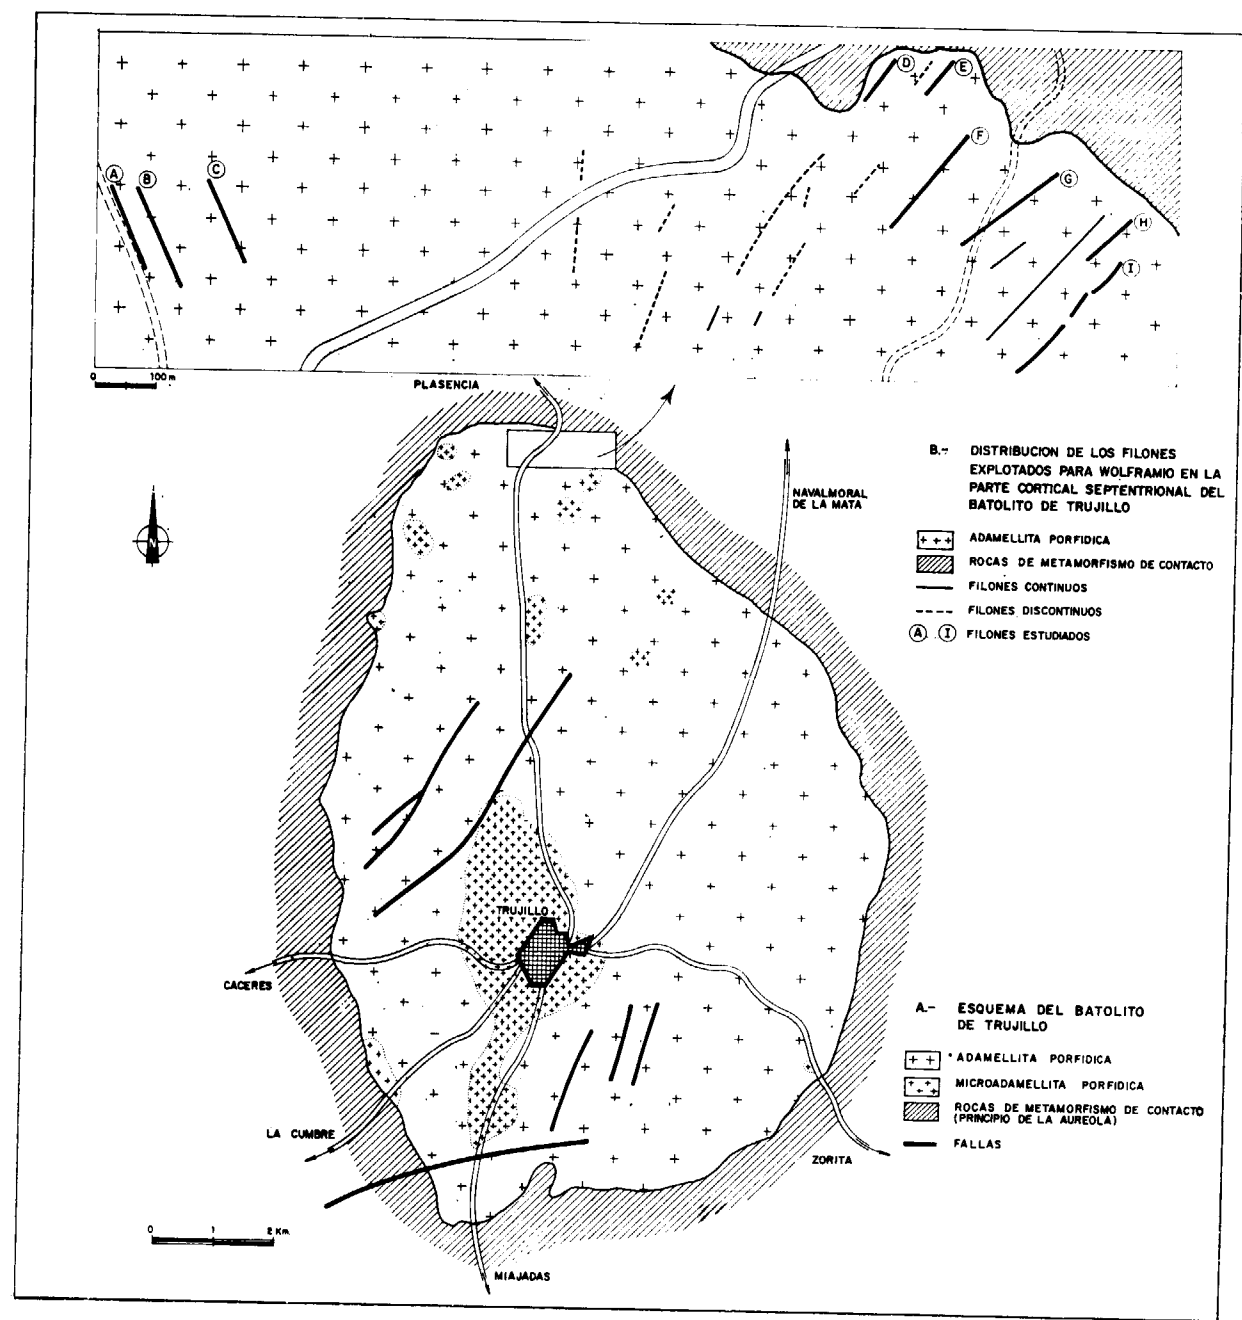 D
E
F
A
B
C
G
H
I
0 100 m
PLASENCIA
NAVALMORAL
DE LA MATA
B.- DISTRIBUCION DE LOS FILONES
EXPLOTADOS PARA WOLFRAMIO EN LA
PARTE CORTICAL SEPTENTRIONAL DEL
BATOLITO DE TRUJILLO
ADAMELLITA PORFIDICA
ROCAS DE METAMORFISMO DE CONTACTO
FILONES CONTINUOS
FILONES DISCONTINUOS
A I FILONES ESTUDIADOS
N
TRUJILLO
CACERES
A.- ESQUEMA DEL BATOLITO
DE TRUJILLO
ADAMELLITA PORFIDICA
MICROADAMELLITA PORFIDICA
ROCAS DE METAMORFISMO DE CONTACTO
(PRINCIPIO DE LA AUREOLA)
FALLAS
LA CUMBRE
ZORITA
0 1 2 Km.
MIAJADAS